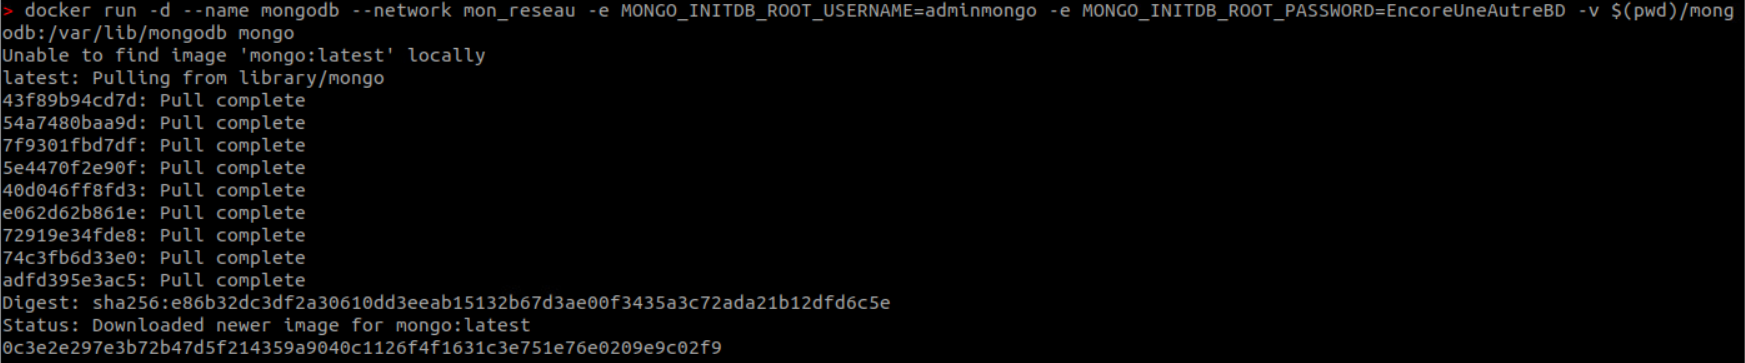 > docker run -d --name mongodb --network mon_reseau -e MONGO_INITDB_ROOT_USERNAME=adminmongo -e MONGO_INITDB_ROOT_PASSWORD=EncoreUneAutreBD -v $(pwd)/mong
odb:/var/lib/mongodb mongo
Unable to find image 'mongo:latest' locally
latest: Pulling from library/mongo
43f89b94cd7d: Pull complete
54a7480baa9d: Pull complete
7f9301fbd7df: Pull complete
5e4470f2e90f: Pull complete
40d046ff8fd3: Pull complete
e062d62b861e: Pull complete
72919e34fde8: Pull complete
74c3fb6d33e0: Pull complete
adfd395e3ac5: Pull complete
Digest: sha256:e86b32dc3df2a30610dd3eeab15132b67d3ae00f3435a3c72ada21b12dfd6c5e
Status: Downloaded newer image for mongo:latest
0c3e2e297e3b72b47d5f214359a9040c1126f4f1631c3e751e76e0209e9c02f9